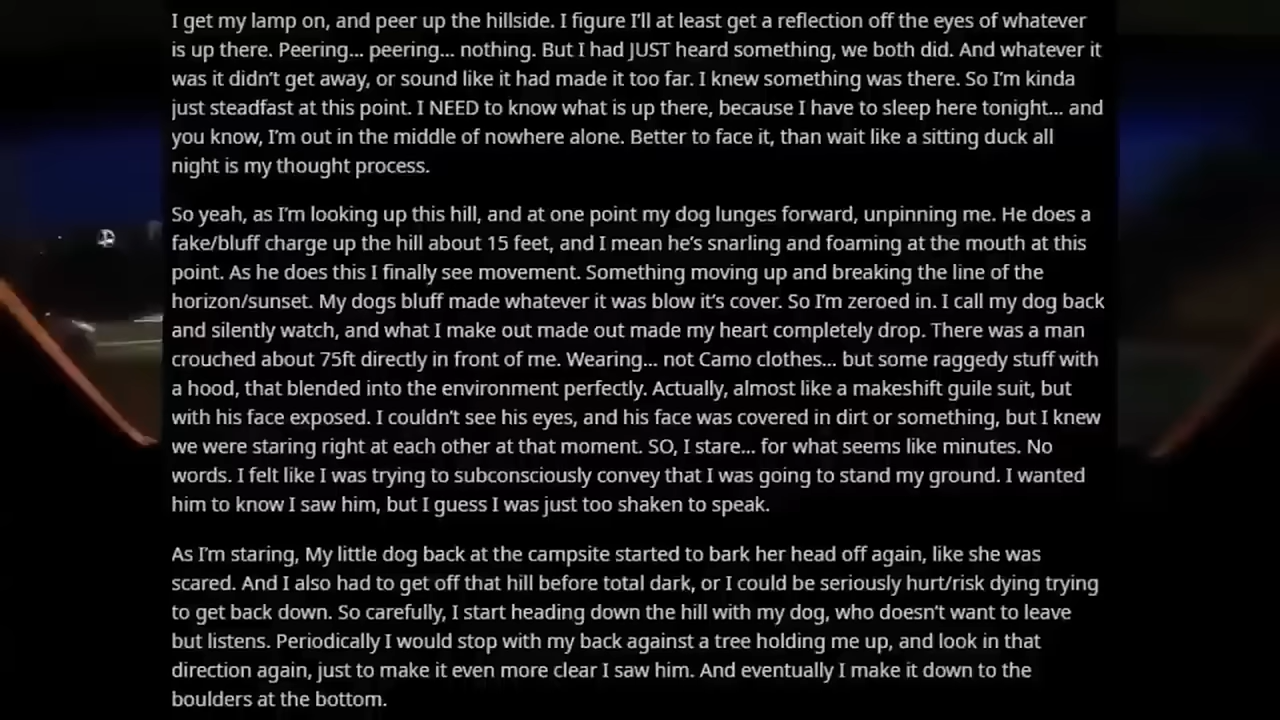 I get my lamp on, and peer up the hillside. I figure I'll at least get a reflection off the eyes of whatever
is up there. Peering... peering... nothing. But I had JUST heard something, we both did. And whatever it
was it didn't get away, or sound like it had made it too far. I knew something was there. So I'm kinda
just steadfast at this point. I NEED to know what is up there, because I have to sleep here tonight... and
you know, I'm out in the middle of nowhere alone. Better to face it, than wait like a sitting duck all
night is my thought process.
So yeah, as I'm looking up this hill, and at one point my dog lunges forward, unpinning me. He does a
fake/bluff charge up the hill about 15 feet, and I mean he's snarling and foaming at the mouth at this
point. As he does this I finally see movement. Something moving up and breaking the line of the
horizon/sunset. My dogs bluff made whatever it was blow it's cover. So I'm zeroed in. I call my dog back
and silently watch, and what I make out made out made my heart completely drop. There was a man
crouched about 75ft directly in front of me. Wearing... not Camo clothes... but some raggedy stuff with
a hood, that blended into the environment perfectly. Actually, almost like a makeshift guile suit, but
with his face exposed. I couldn't see his eyes, and his face was covered in dirt or something, but I knew
we were staring right at each other at that moment. SO, I stare... for what seems like minutes. No
words. I felt like I was trying to subconsciously convey that I was going to stand my ground. I wanted
him to know I saw him, but I guess I was just too shaken to speak.
As I'm staring, My little dog back at the campsite started to bark her head off again, like she was
scared. And I also had to get off that hill before total dark, or I could be seriously hurt/risk dying trying
to get back down. So carefully, I start heading down the hill with my dog, who doesn't want to leave
but listens. Periodically I would stop with my back against a tree holding me up, and look in that
direction again, just to make it even more clear I saw him. And eventually I make it down to the
boulders at the bottom.